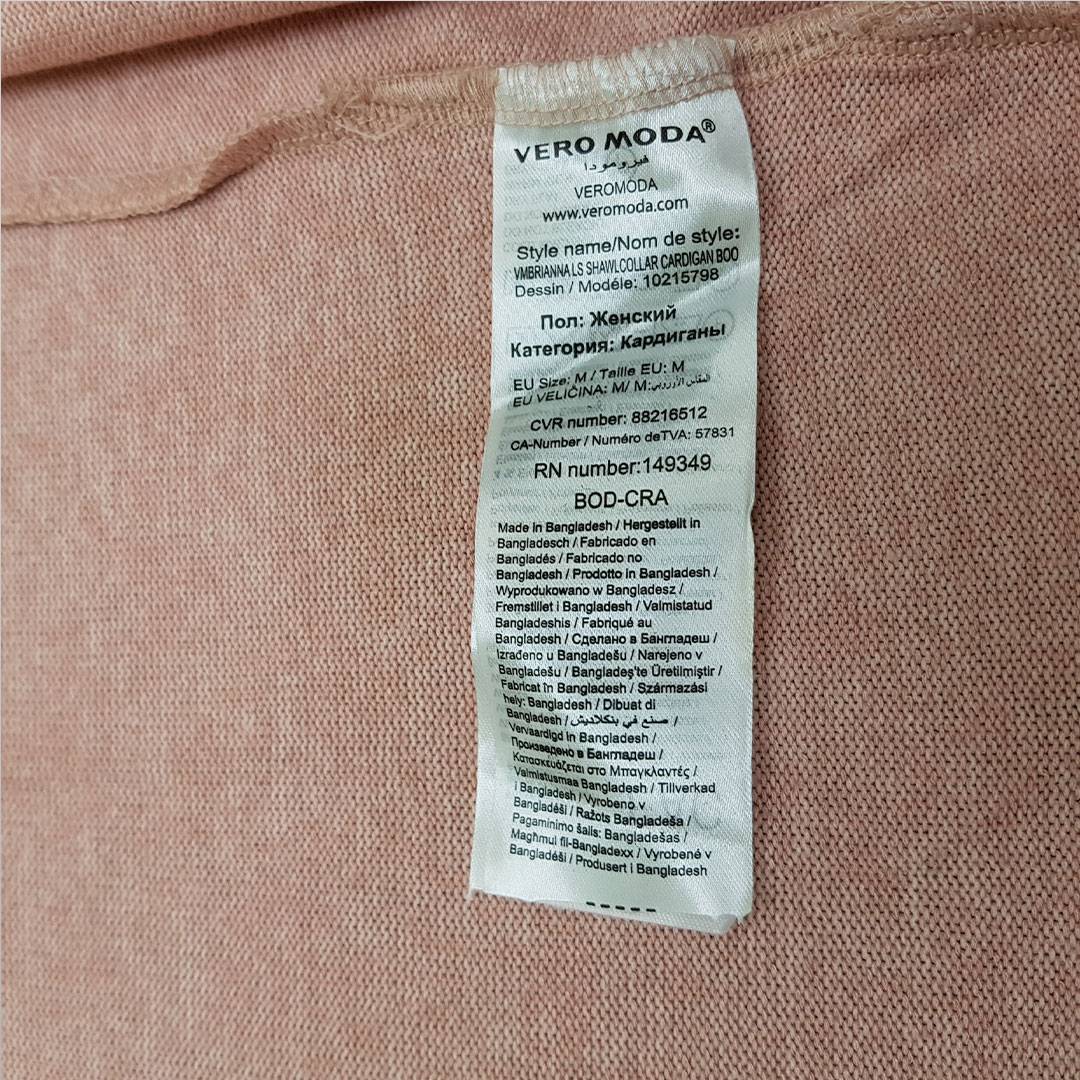 VERO MODA®
فيرومودا
VEROMODA
www.veromoda.com
Style name/Nom de style:
VMBRIANNA LS SHAWLCOLLAR CARDIGAN BOO
Dessin / Modéle: 10215798
Пол: Женский
Категория: Кардиганы
EU Size: M / Taille EU: M
EU VELIČINA: M/ M:المقاس الأوروبي
CVR number: 88216512
CA-Number / Numéro deTVA: 57831
RN number:149349
BOD-CRA
Made in Bangladesh / Hergestellt in
Bangladesch / Fabricado en
Bangladés / Fabricado no
Bangladesh / Prodotto in Bangladesh /
Wyprodukowano w Bangladesz /
Fremstillet i Bangladesh / Valmistatud
Bangladeshis / Fabriqué au
Bangladesh / Сделано в Бангладеш /
Izrađeno u Bangladešu / Narejeno v
Bangladešu / Bangladeş'te Üretilmiştir /
Fabricat în Bangladesh / Származási
hely: Bangladesh / Dibuat di
Bangladesh / صنع في بنكلاديش /
Vervaardigd in Bangladesh /
Произведено в Бангладеш /
Κατασκευάζεται στο Μπαγκλαντές /
Valmistusmaa Bangladesh / Tillverkad
i Bangladesh / Vyrobeno v
Bangladéši / Ražots Bangladeša /
Pagaminimo šalis: Bangladešas /
Magħmul fil-Bangladexx / Vyrobené v
Bangladéši / Produsert i Bangladesh